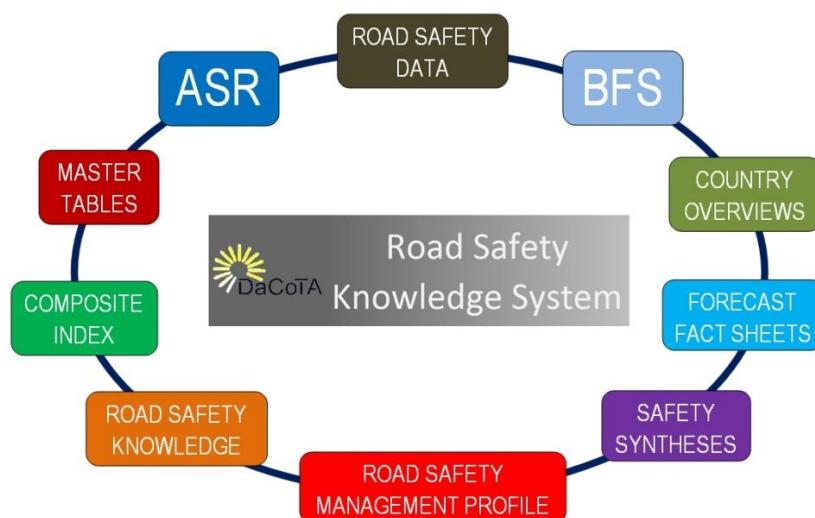 ROAD SAFETY
DATA
ASR
BFS
MASTER
TABLES
COUNTRY
OVERVIEWS
DaCoTA
Road Safety
Knowledge System
COMPOSITE
INDEX
FORECAST
FACT SHEETS
ROAD SAFETY
KNOWLEDGE
SAFETY
SYNTHESES
ROAD SAFETY
MANAGEMENT PROFILE